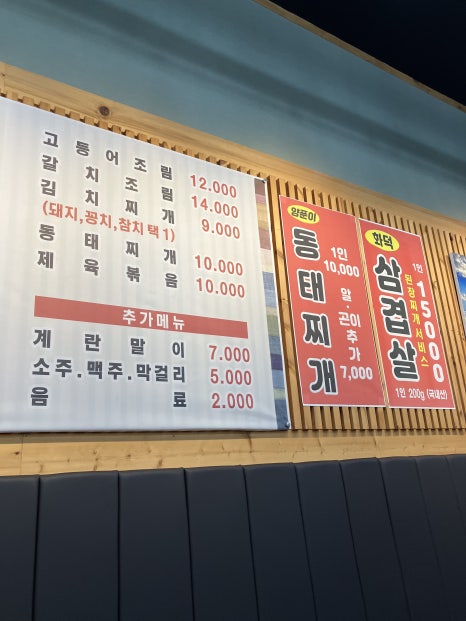 고등어조림 12.000
갈치조림 14.000
김치찌개 9.000
(돼지,꽁치,참치 택1)
동태찌개 10.000
제육볶음 10.000
추가메뉴
계란말이 7.000
소주.맥주.막걸리 5.000
음료 2.000
양푼이
동태찌개
1인
10,000
알·곤이
추가
7,000
화덕
삼겹살
된장찌개서비스
1인
15000
1인 200g (국내산)